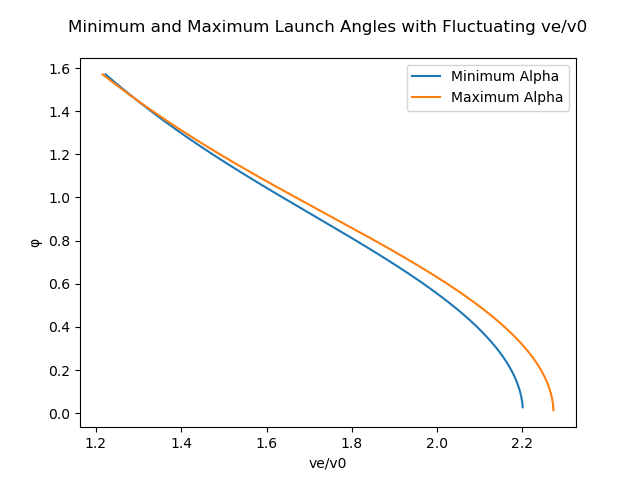 Minimum and Maximum Launch Angles with Fluctuating ve/v0
Minimum Alpha
Maximum Alpha
1.6
1.4
1.2
1.0
0.8
0.6
0.4
0.2
0.0
φ
1.2 1.4 1.6 1.8 2.0 2.2
ve/v0